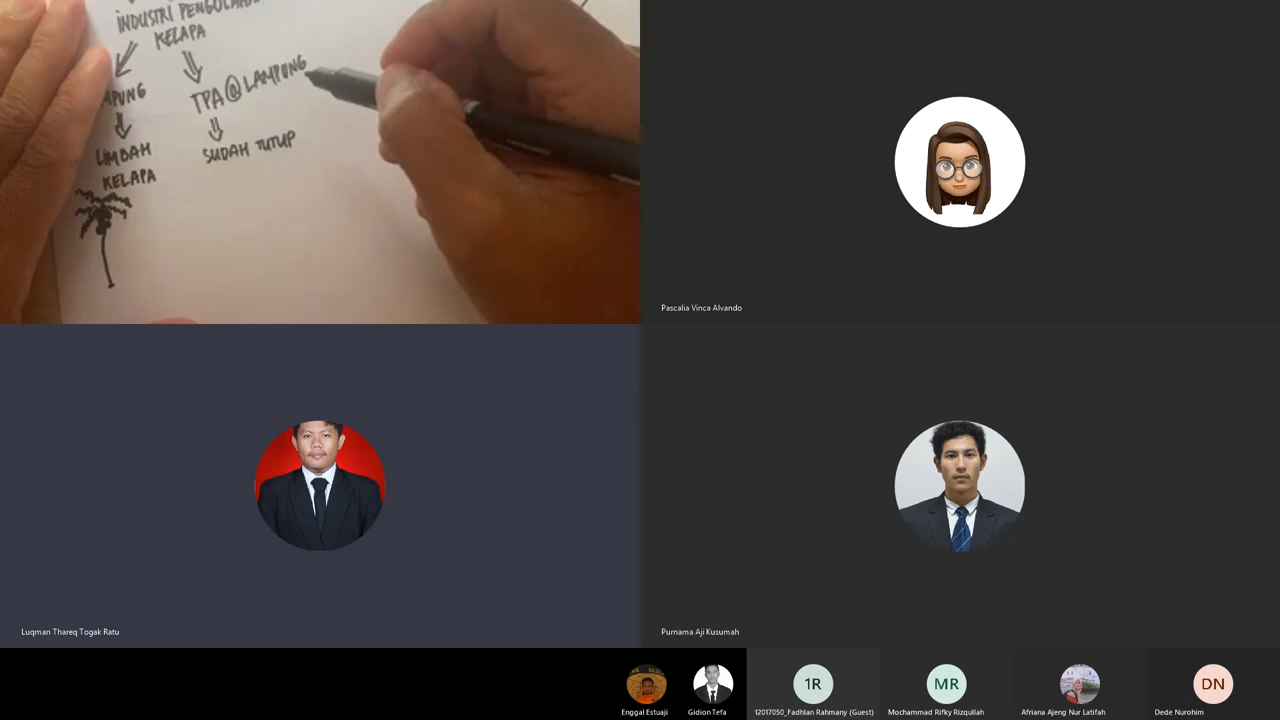 INDUSTRI PENGOLAHAN
KELAPA
TPA@LAMPUNG
MPUNG
SUDAH TUTUP
LIMBAH
KELAPA
Pascalia Vinca Alvando
Luqman Thareq Togak Ratu
Purnama Aji Kusumah
1R
MR
DN
Enggal Estuaji
Gidion Tefa
12017050_Fadhlan Rahmany (Guest)
Mochammad Rifky Rizqullah
Afriana Ajeng Nur Latifah
Dede Nurohim